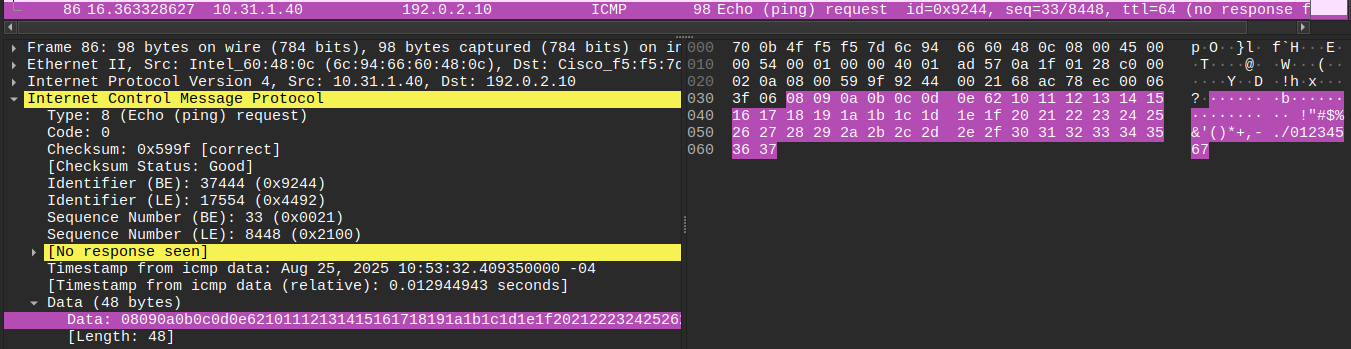 86 16.363328627 10.31.1.40 192.0.2.10 ICMP 98 Echo (ping) request id=0x9244, seq=33/8448, ttl=64 (no response f
Frame 86: 98 bytes on wire (784 bits), 98 bytes captured (784 bits) on in
Ethernet II, Src: Intel_60:48:0c (6c:94:66:60:48:0c), Dst: Cisco_f5:f5:7d
Internet Protocol Version 4, Src: 10.31.1.40, Dst: 192.0.2.10
Internet Control Message Protocol
Type: 8 (Echo (ping) request)
Code: 0
Checksum: 0x599f [correct]
[Checksum Status: Good]
Identifier (BE): 37444 (0x9244)
Identifier (LE): 17554 (0x4492)
Sequence Number (BE): 33 (0x0021)
Sequence Number (LE): 8448 (0x2100)
[No response seen]
Timestamp from icmp data: Aug 25, 2025 10:53:32.409350000 -04
[Timestamp from icmp data (relative): 0.012944943 seconds]
Data (48 bytes)
Data: 08090a0b0c0d0e62101112131415161718191a1b1c1d1e1f20212223242526
[Length: 48]
000 70 0b 4f f5 f5 7d 6c 94 66 60 48 0c 08 00 45 00 p·O··}l· f`H···E·
010 00 54 00 01 00 00 40 01 ad 57 0a 1f 01 28 c0 00 ·T····@· ·W···(··
020 02 0a 08 00 59 9f 92 44 00 21 68 ac 78 ec 00 06 ····Y··D ·!h·x···
030 3f 06 08 09 0a 0b 0c 0d 0e 62 10 11 12 13 14 15 ?······· ·b······
040 16 17 18 19 1a 1b 1c 1d 1e 1f 20 21 22 23 24 25 ········ ·· !"#$%
050 26 27 28 29 2a 2b 2c 2d 2e 2f 30 31 32 33 34 35 &'()*+,- ./012345
060 36 37 67